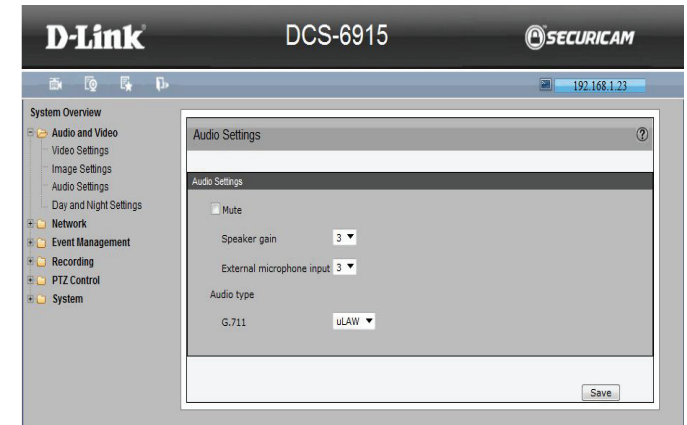 D-Link DCS-6915 SECURICAM
192.168.1.23
System Overview
Audio and Video
Video Settings
Image Settings
Audio Settings
Day and Night Settings
Network
Event Management
Recording
PTZ Control
System
Audio Settings ?
Audio Settings
Mute
Speaker gain 3
External microphone input 3
Audio type
G.711 uLAW
Save